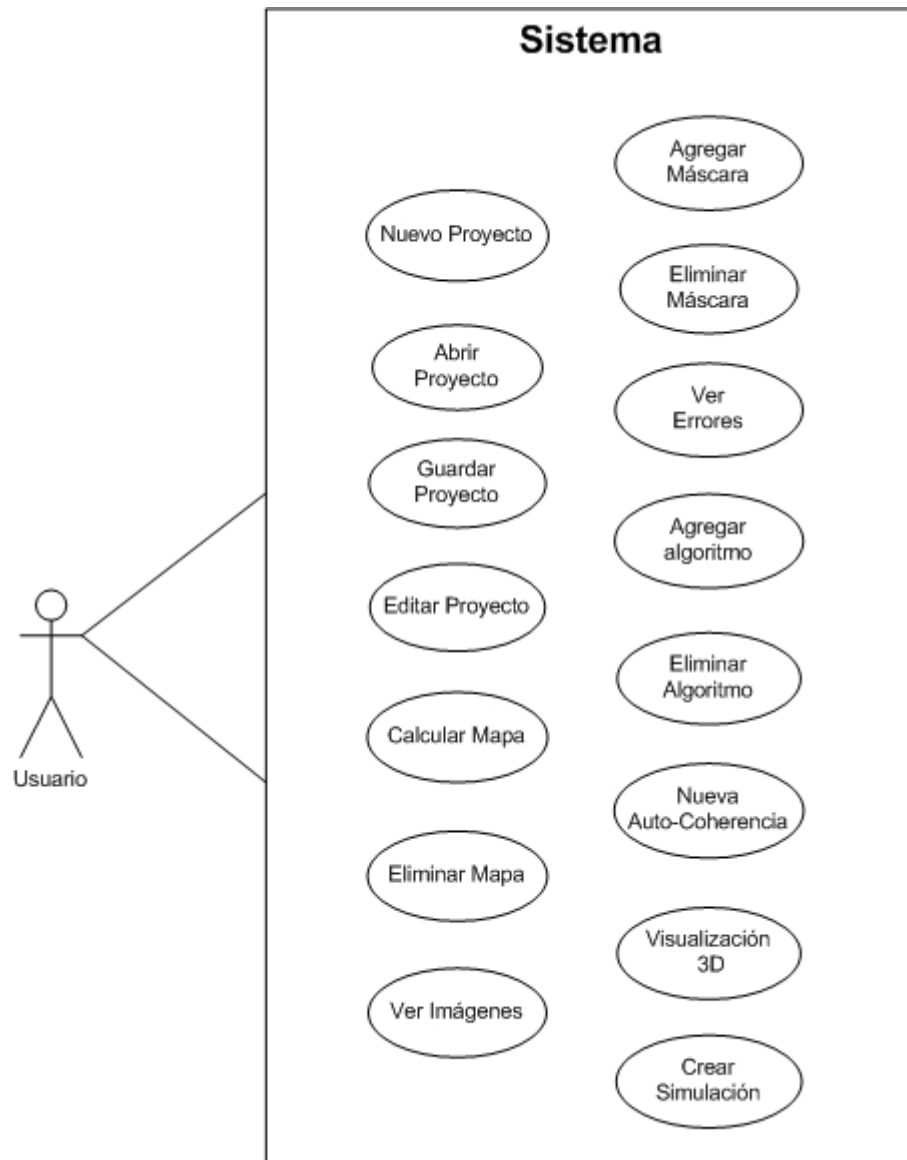 Sistema
Nuevo Proyecto
Abrir
Proyecto
Guardar
Proyecto
Editar Proyecto
Calcular Mapa
Eliminar Mapa
Ver Imágenes
Agregar
Máscara
Eliminar
Máscara
Ver
Errores
Agregar
algoritmo
Eliminar
Algoritmo
Nueva
Auto-Coherencia
Visualización
3D
Crear
Simulación
Usuario